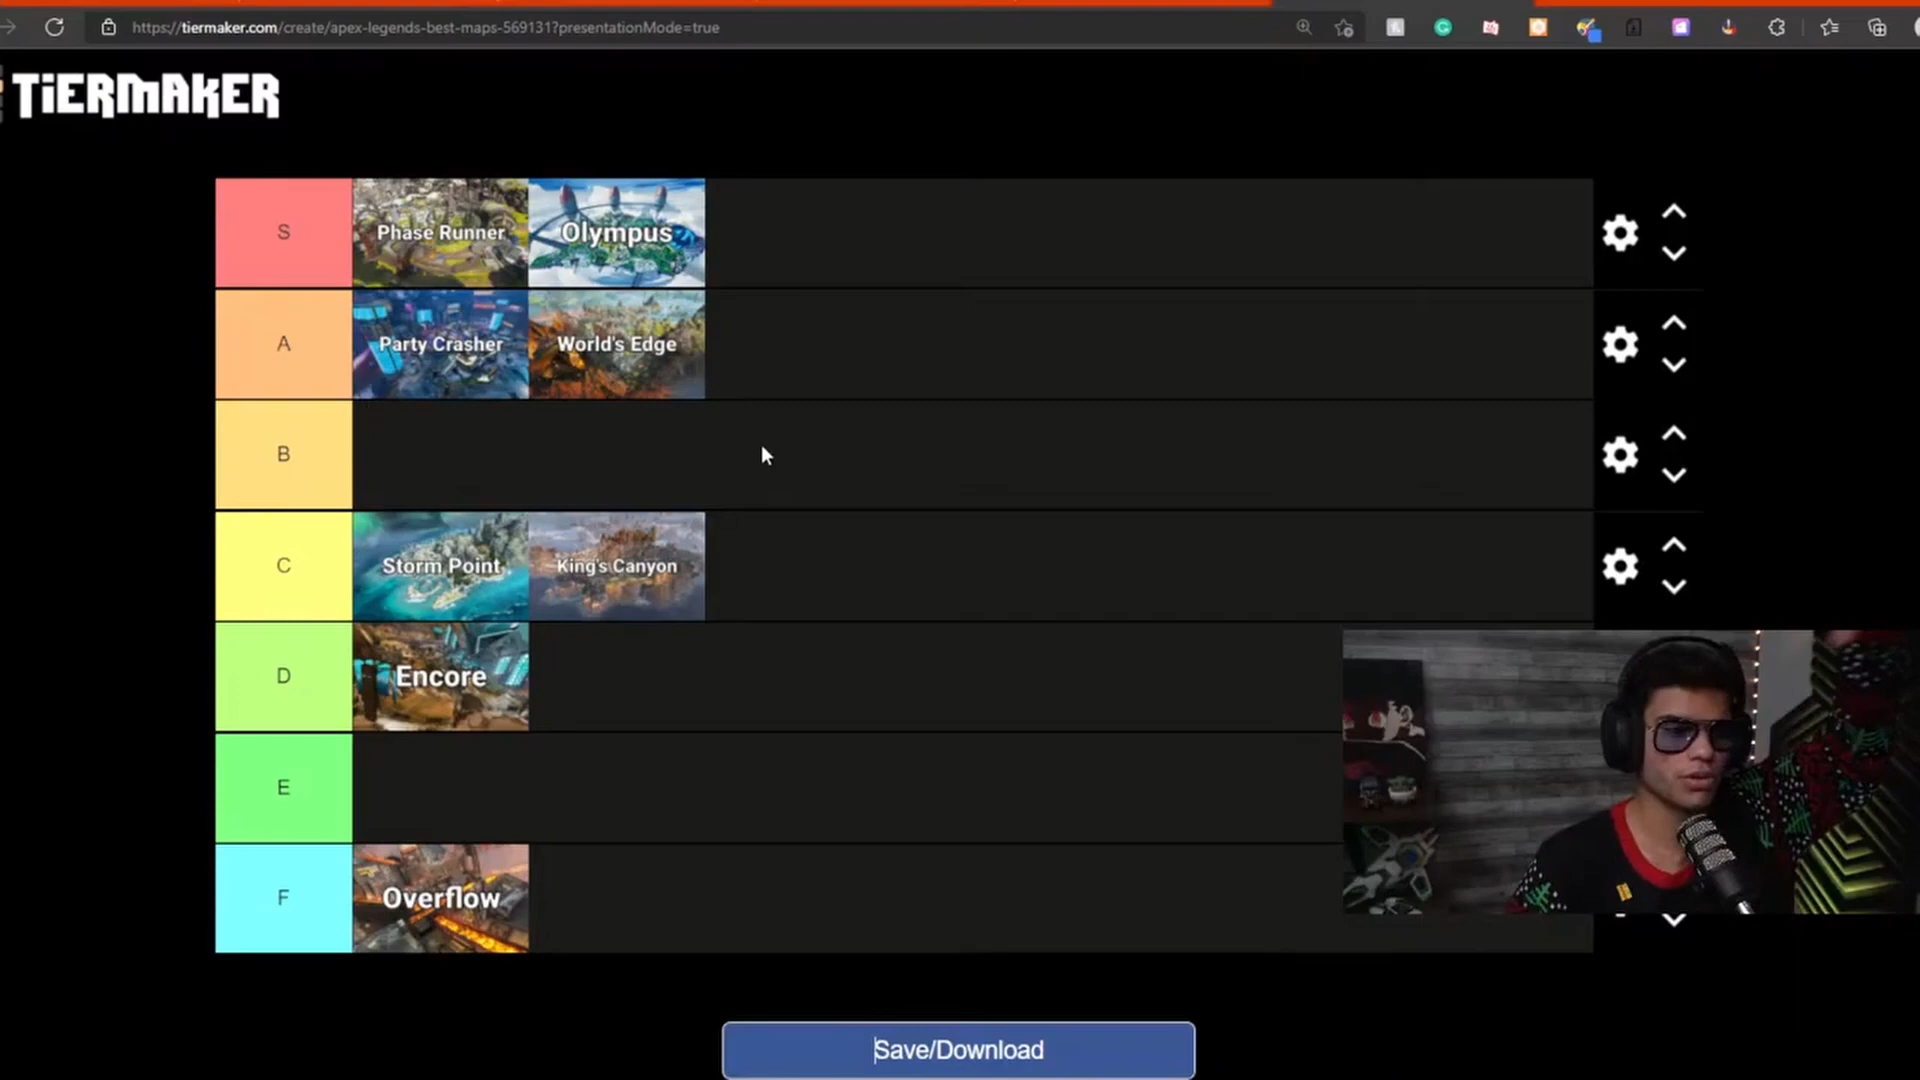 https://tiermaker.com/create/apex-legends-best-maps-569131?presentationMode=true
TiERMAKER
S
Phase Runner
Olympus
A
Party Crasher
World's Edge
B
C
Storm Point
King's Canyon
D
Encore
E
F
Overflow
Save/Download